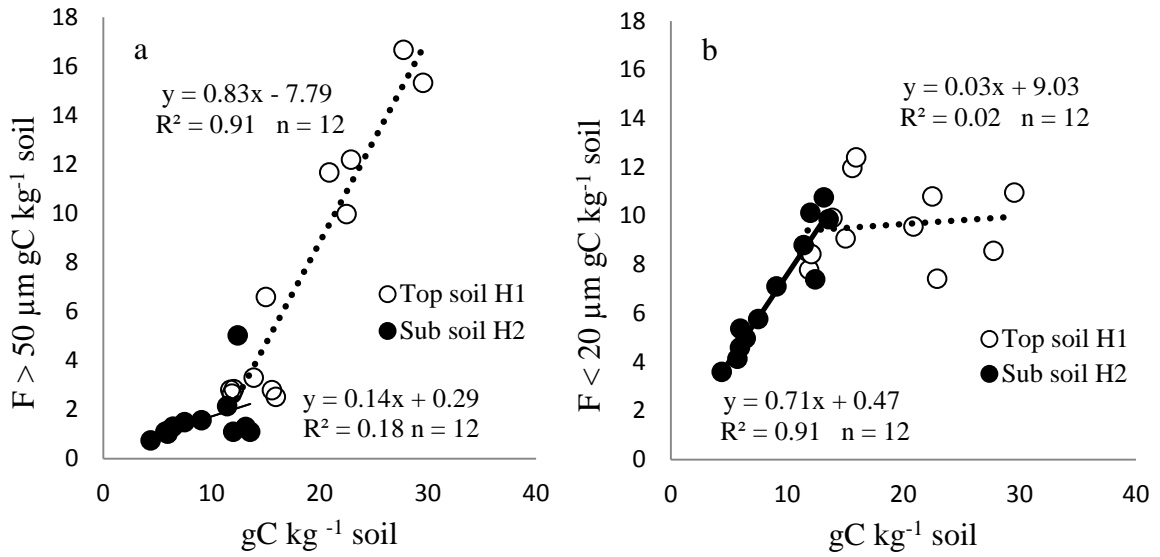 a
y = 0.83x - 7.79
R² = 0.91 n = 12
Top soil H1
Sub soil H2
y = 0.14x + 0.29
R² = 0.18 n = 12
F > 50 µm gC kg⁻¹ soil
18
16
14
12
10
8
6
4
2
0
0 10 20 30 40
gC kg ⁻¹ soil
b
y = 0.03x + 9.03
R² = 0.02 n = 12
Top soil H1
Sub soil H2
y = 0.71x + 0.47
R² = 0.91 n = 12
F < 20 µm gC kg⁻¹ soil
18
16
14
12
10
8
6
4
2
0
0 10 20 30 40
gC kg⁻¹ soil